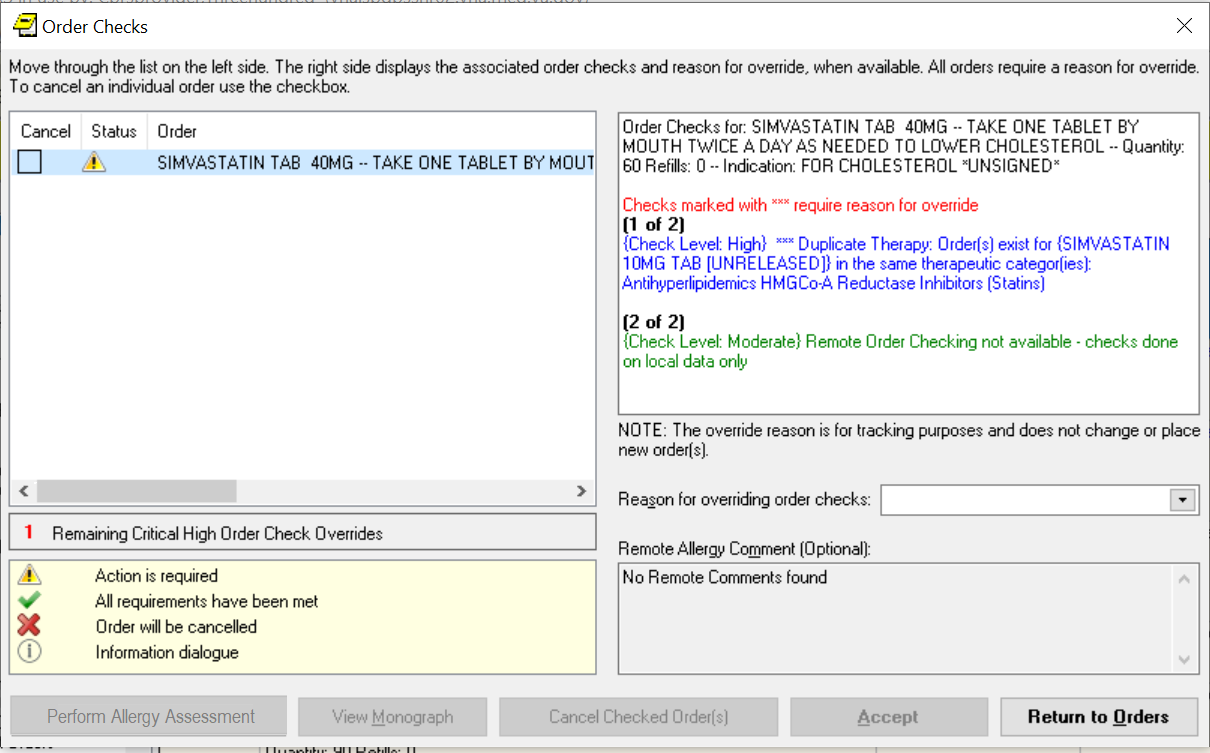 Order Checks
Move through the list on the left side. The right side displays the associated order checks and reason for override, when available. All orders require a reason for override.
To cancel an individual order use the checkbox.
Cancel Status Order
SIMVASTATIN TAB 40MG -- TAKE ONE TABLET BY MOUT
1 Remaining Critical High Order Check Overrides
Action is required
All requirements have been met
Order will be cancelled
Information dialogue
Order Checks for: SIMVASTATIN TAB 40MG -- TAKE ONE TABLET BY
MOUTH TWICE A DAY AS NEEDED TO LOWER CHOLESTEROL -- Quantity:
60 Refills: 0 -- Indication: FOR CHOLESTEROL *UNSIGNED*
Checks marked with *** require reason for override
(1 of 2)
{Check Level: High} *** Duplicate Therapy: Order(s) exist for {SIMVASTATIN
10MG TAB [UNRELEASED]} in the same therapeutic categor(ies):
Antihyperlipidemics HMGCo-A Reductase Inhibitors (Statins)
(2 of 2)
{Check Level: Moderate} Remote Order Checking not available - checks done
on local data only
NOTE: The override reason is for tracking purposes and does not change or place
new order(s).
Reason for overriding order checks:
Remote Allergy Comment (Optional):
No Remote Comments found
Perform Allergy Assessment View Monograph Cancel Checked Order(s) Accept Return to Orders
Quantity: 90 Refills: 0